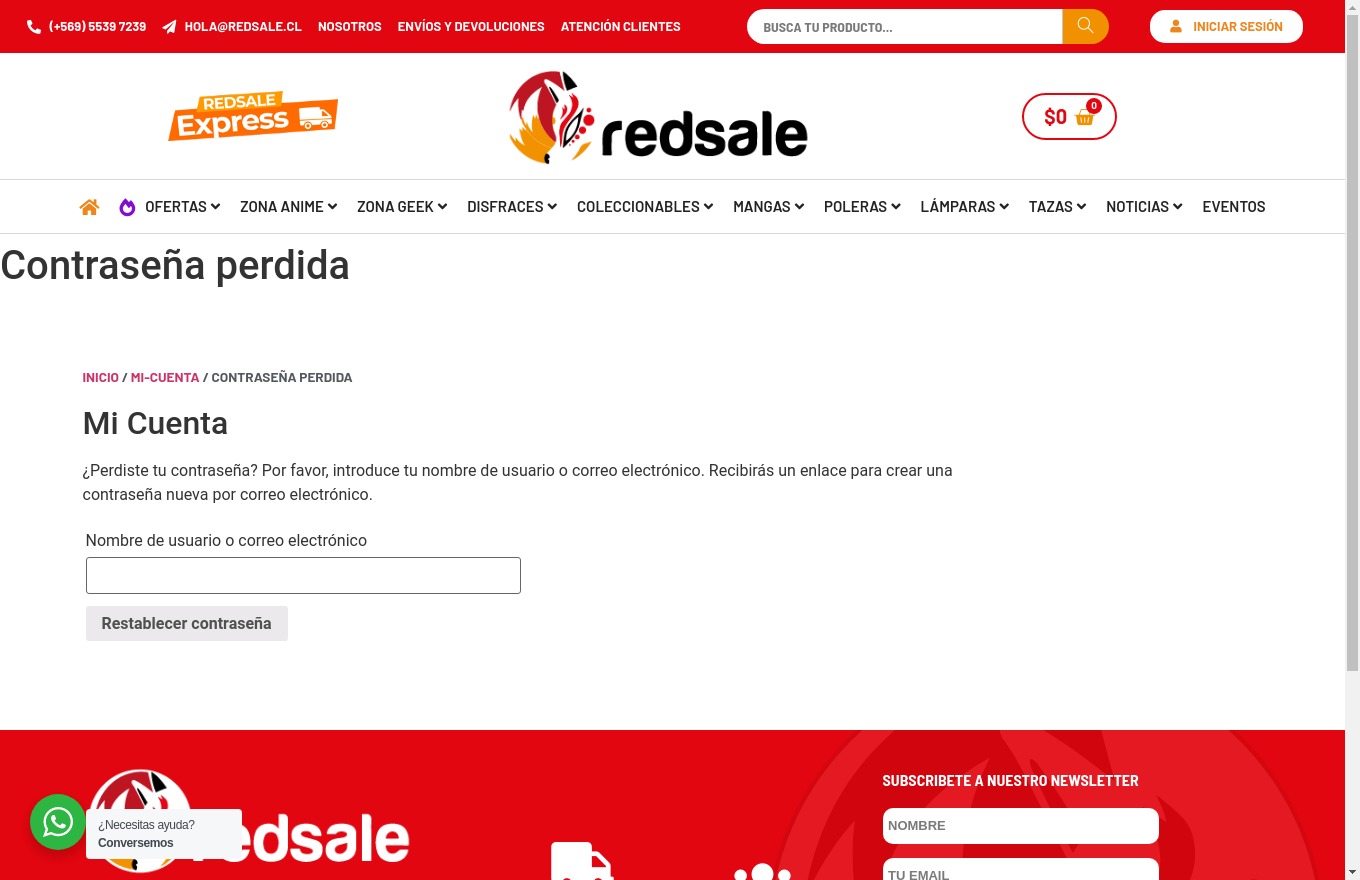 (+569) 5539 7239
HOLA@REDSALE.CL
NOSOTROS
ENVÍOS Y DEVOLUCIONES
ATENCIÓN CLIENTES
BUSCA TU PRODUCTO...
INICIAR SESIÓN
REDSALE
Express
redsale
$0
0
OFERTAS
ZONA ANIME
ZONA GEEK
DISFRACES
COLECCIONABLES
MANGAS
POLERAS
LÁMPARAS
TAZAS
NOTICIAS
EVENTOS
Contraseña perdida
INICIO / MI-CUENTA / CONTRASEÑA PERDIDA
Mi Cuenta
¿Perdiste tu contraseña? Por favor, introduce tu nombre de usuario o correo electrónico. Recibirás un enlace para crear una
contraseña nueva por correo electrónico.
Nombre de usuario o correo electrónico
Restablecer contraseña
SUBSCRIBETE A NUESTRO NEWSLETTER
NOMBRE
TU EMAIL
redsale
¿Necesitas ayuda?
Conversemos